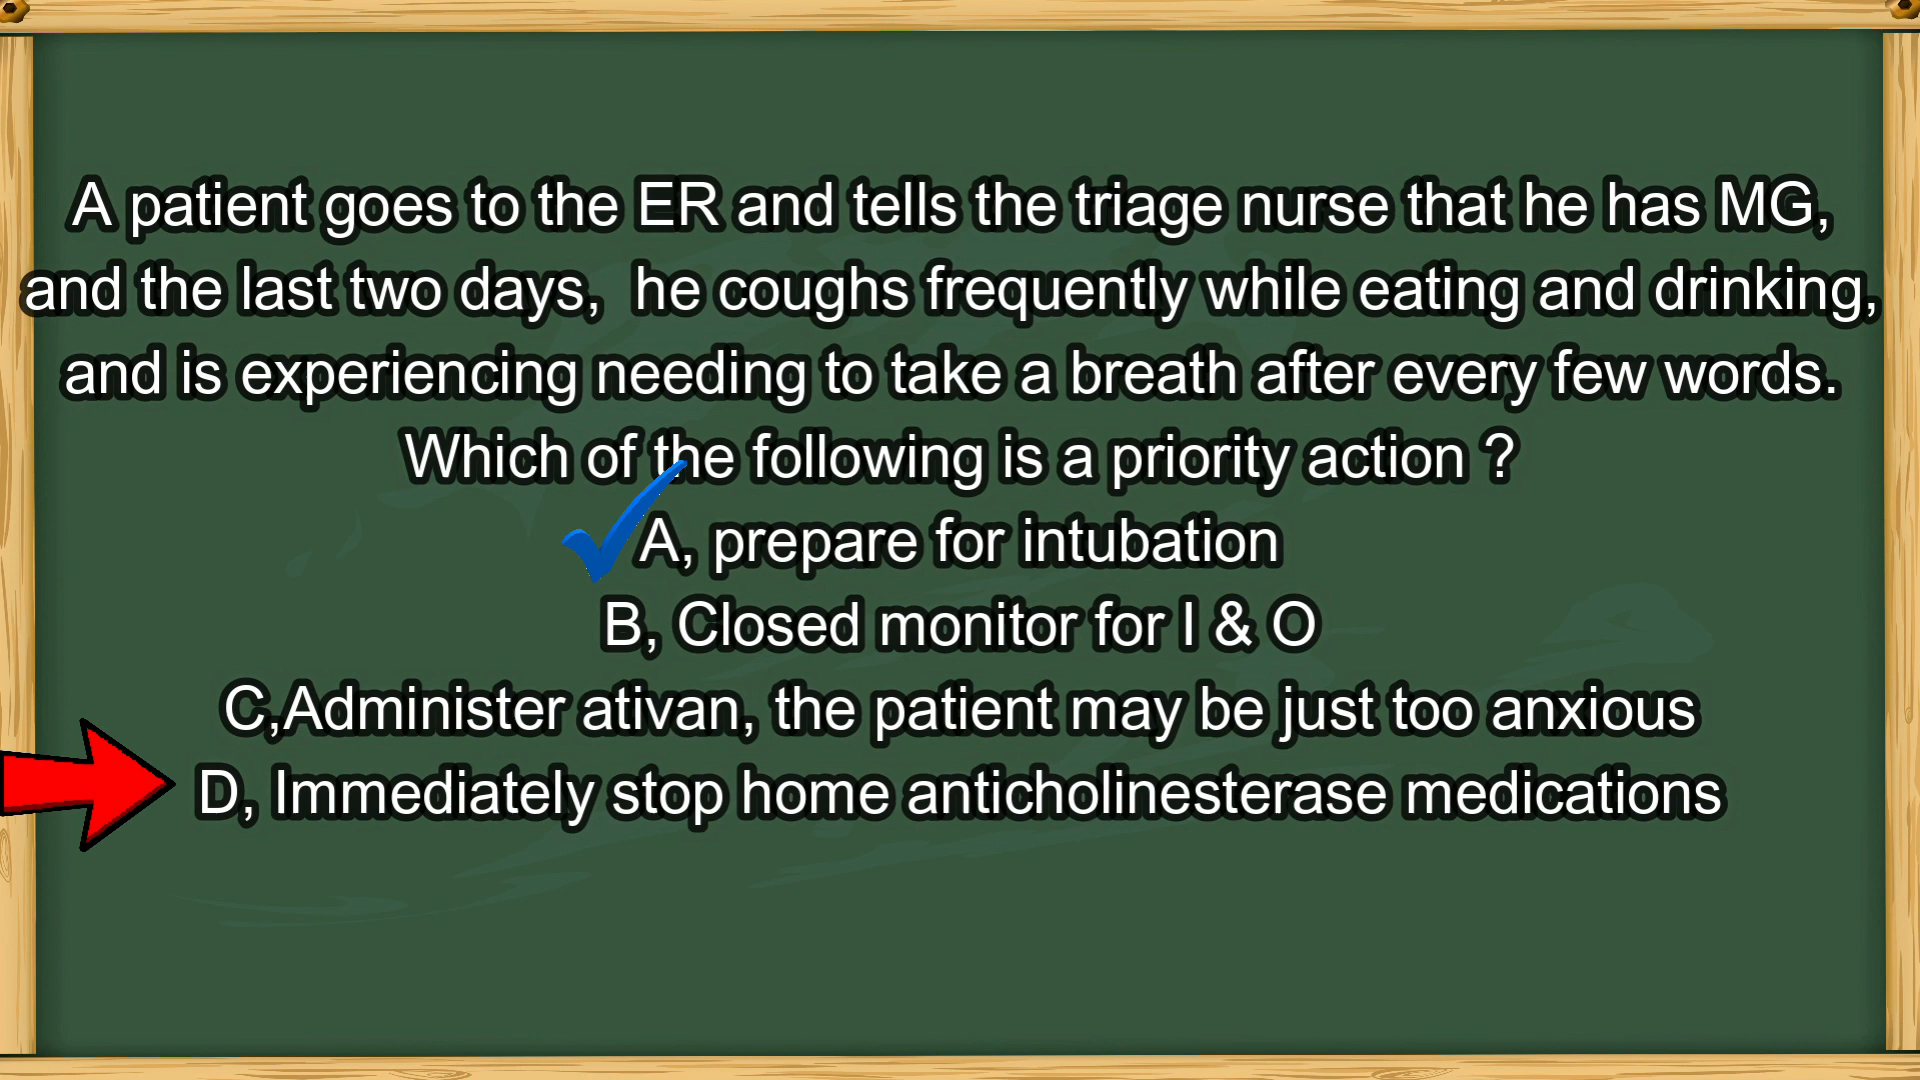 A patient goes to the ER and tells the triage nurse that he has MG,
and the last two days,  he coughs frequently while eating and drinking,
and is experiencing needing to take a breath after every few words.
Which of the following is a priority action ?
A, prepare for intubation
B, Closed monitor for I & O
C,Administer ativan, the patient may be just too anxious
D, Immediately stop home anticholinesterase medications